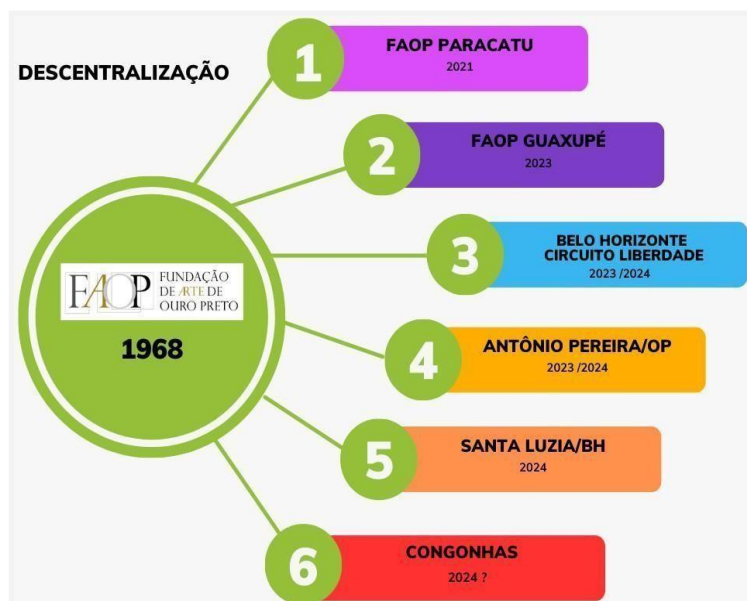 DESCENTRALIZAÇÃO
1
FAOP PARACATU
2021
2
FAOP GUAXUPÉ
2023
3
BELO HORIZONTE
CIRCUITO LIBERDADE
2023 /2024
FAOP
FUNDAÇÃO
DE ARTE DE
OURO PRETO
1968
4
ANTÔNIO PEREIRA/OP
2023 /2024
5
SANTA LUZIA/BH
2024
6
CONGONHAS
2024 ?